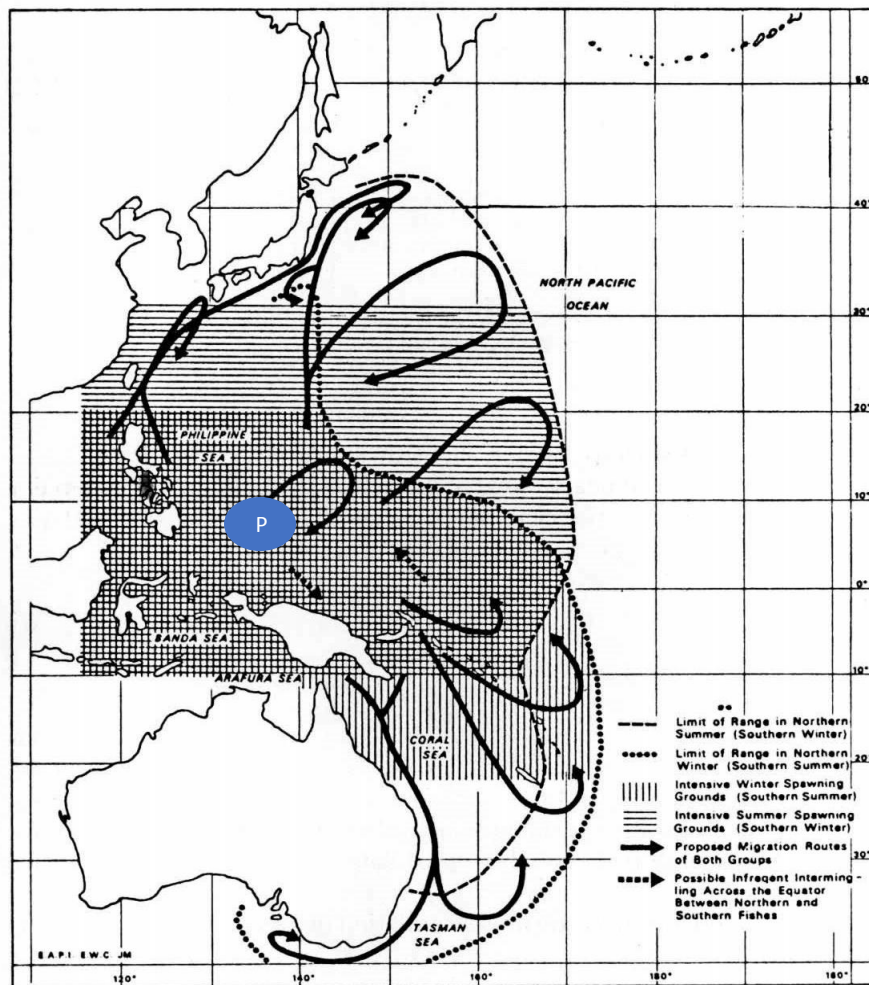 50°
40°
NORTH PACIFIC
OCEAN
30°
20°
PHILIPPINE
SEA
10°
P
0°
BANDA SEA
ARAFURA SEA
10°
CORAL
SEA
20°
Limit of Range in Northern
Summer (Southern Winter)
Limit of Range in Northern
Winter (Southern Summer)
Intensive Winter Spawning
Grounds (Southern Summer)
Intensive Summer Spawning
Grounds (Southern Winter)
Proposed Migration Routes
of Both Groups
Possible Infreqent Intermin-
ling Across the Equator
Between Northern and
Southern Fishes
30°
TASMAN
SEA
E.A.P.I. E.W.C. JM
120°
140°
160°
180°
160°